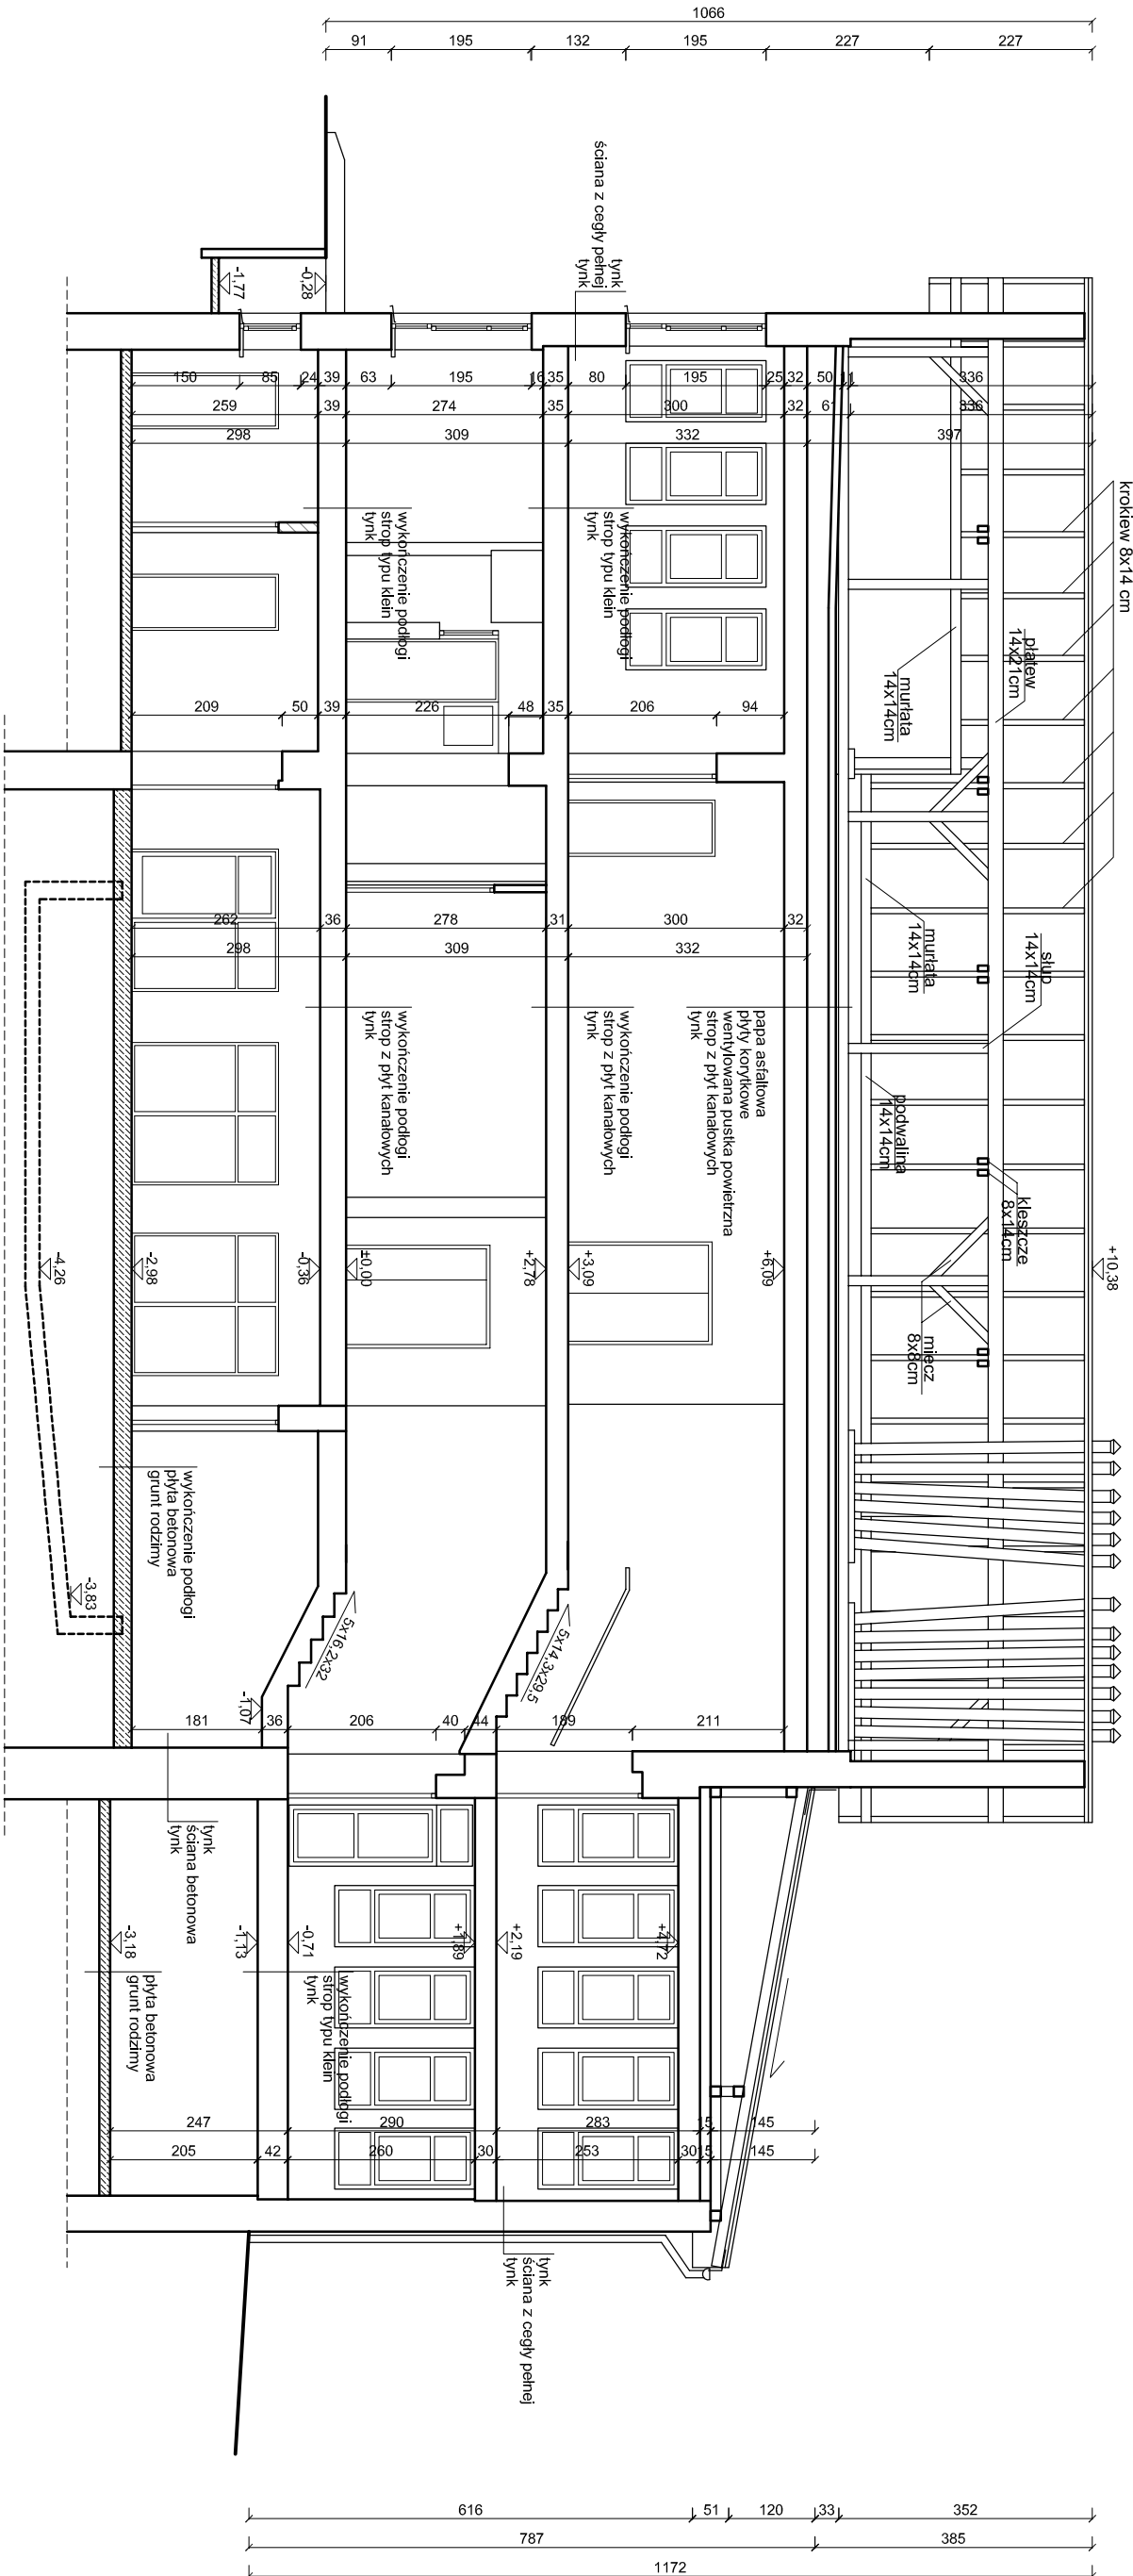 1066
91 195 132 195 227 227
ściana z cegły pełnej
tynk
tynk
-1,77
-0,28
150 85 24 39 63 195 16 35 80 195 25 32 50 11 336
259 39 274 35 300 32 61 336
298 309 332 397
krokiew 8x14 cm
wykończenie podłogi
strop typu klein
tynk
wykończenie podłogi
strop typu klein
tynk
płatew
14x21cm
murłata
14x14cm
209 50 39 226 48 35 206 94
262 36 278 31 300 32
298 309 332
murłata
14x14cm
słup
14x14cm
wykończenie podłogi
strop z płyt kanałowych
tynk
wykończenie podłogi
strop z płyt kanałowych
tynk
papa asfaltowa
płyty korytkowe
wentylowana pustka powietrzna
strop z płyt kanałowych
tynk
podwalina
14x14cm
kleszcze
8x14cm
-4,26
-2,98
-0,36
±0,00
+2,78
+3,09
+6,09
+10,38
miecz
8x8cm
wykończenie podłogi
płyta betonowa
grunt rodzimy
-3,83
5x16,2x32
5x14,3x29,5
-1,07
181 36 206 40 44 189 211
tynk
ściana betonowa
tynk
-3,18
-1,13
-0,71
+1,89
+2,19
+4,72
płyta betonowa
grunt rodzimy
wykończenie podłogi
strop typu klein
tynk
247 290 283 15 145
205 42 260 30 253 30 15 145
tynk
ściana z cegły pełnej
tynk
616 51 120 33 352
787 385
1172